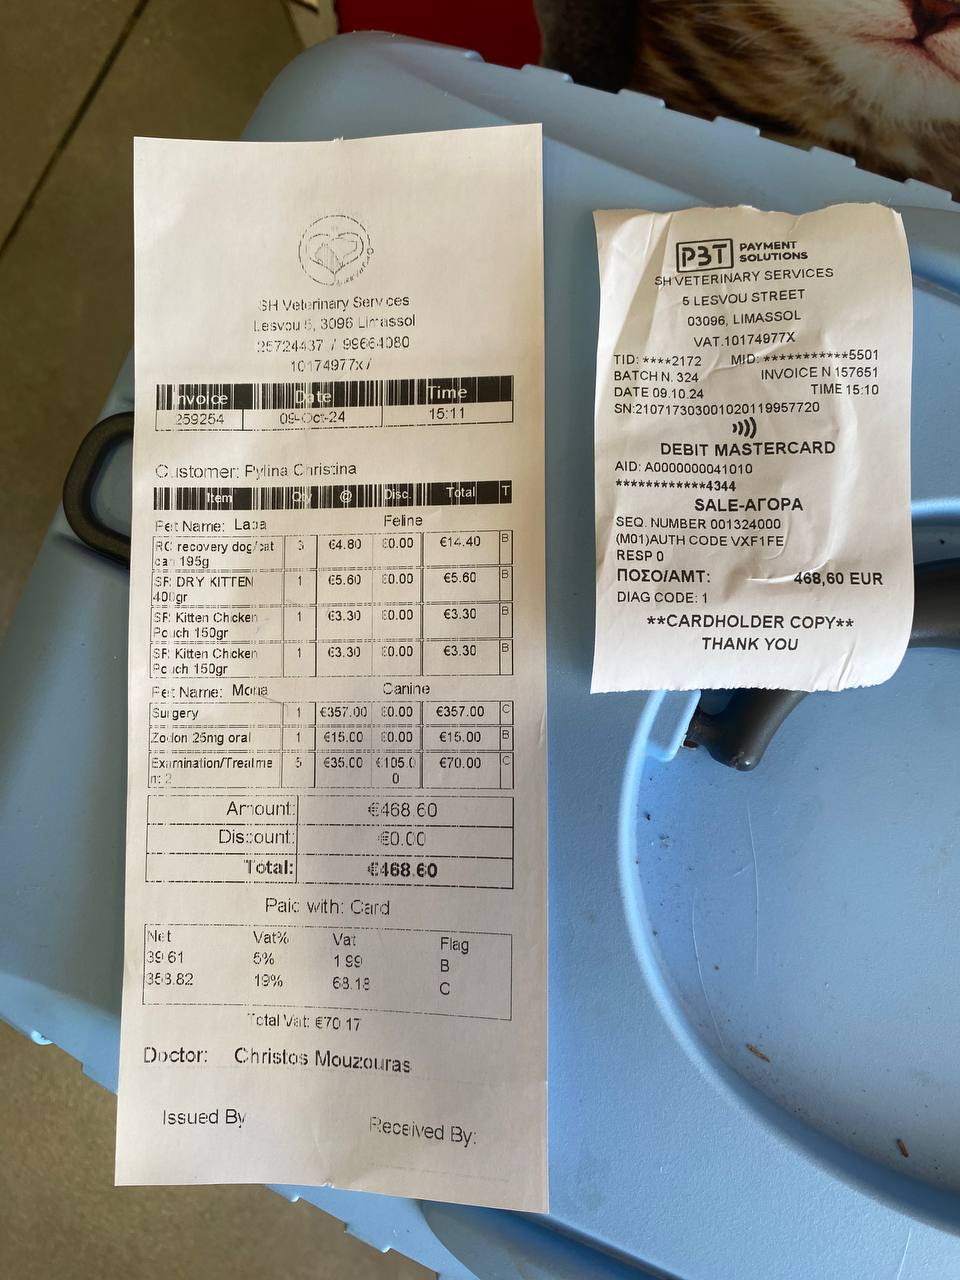 SH Veterinary Services
Lesvou 5, 3096 Limassol
25724437 / 99664080
10174977x/
Invoice Date Time
259254 09-Oct-24 15:11
Customer: Pylina Christina
Item Qty @ Disc. Total T
Pet Name: Feline
RC recovery dog/cat 3 €4.80 €0.00 €14.40 B
can 195g
SF: DRY KITTEN 1 €5.60 €0.00 €5.60 B
400gr
SF: Kitten Chicken 1 €3.30 €0.00 €3.30 B
Pouch 150gr
SF: Kitten Chicken 1 €3.30 €0.00 €3.30 B
Pouch 150gr
Pet Name: Canine
Surgery 1 €357.00 €0.00 €357.00 C
Zodon 25mg oral 1 €15.00 €0.00 €15.00 B
Examination/Treatme 5 €35.00 €105.0 €70.00 C
nt 2 0
Amount: €468.60
Discount: €0.00
Total: €468.60
Paid with: Card
Net Vat% Vat Flag
39.61 5% 1.99 B
358.82 19% 68.18 C
Total Vat: €70.17
Doctor: Christos Mouzouras
Issued By
Received By:
PBT PAYMENT
SOLUTIONS
SH VETERINARY SERVICES
5 LESVOU STREET
03096, LIMASSOL
VAT.10174977X
TID: ****2172 MID: ***********5501
BATCH N. 324 INVOICE N 157651
DATE 09.10.24 TIME 15:10
SN:210717303001020119957720
DEBIT MASTERCARD
AID: A0000000041010
************4344
SALE-ΑΓΟΡΑ
SEQ. NUMBER 001324000
(M01)AUTH CODE VXF1FE
RESP 0
ΠΟΣΟ/AMT: 468,60 EUR
DIAG CODE: 1
**CARDHOLDER COPY**
THANK YOU